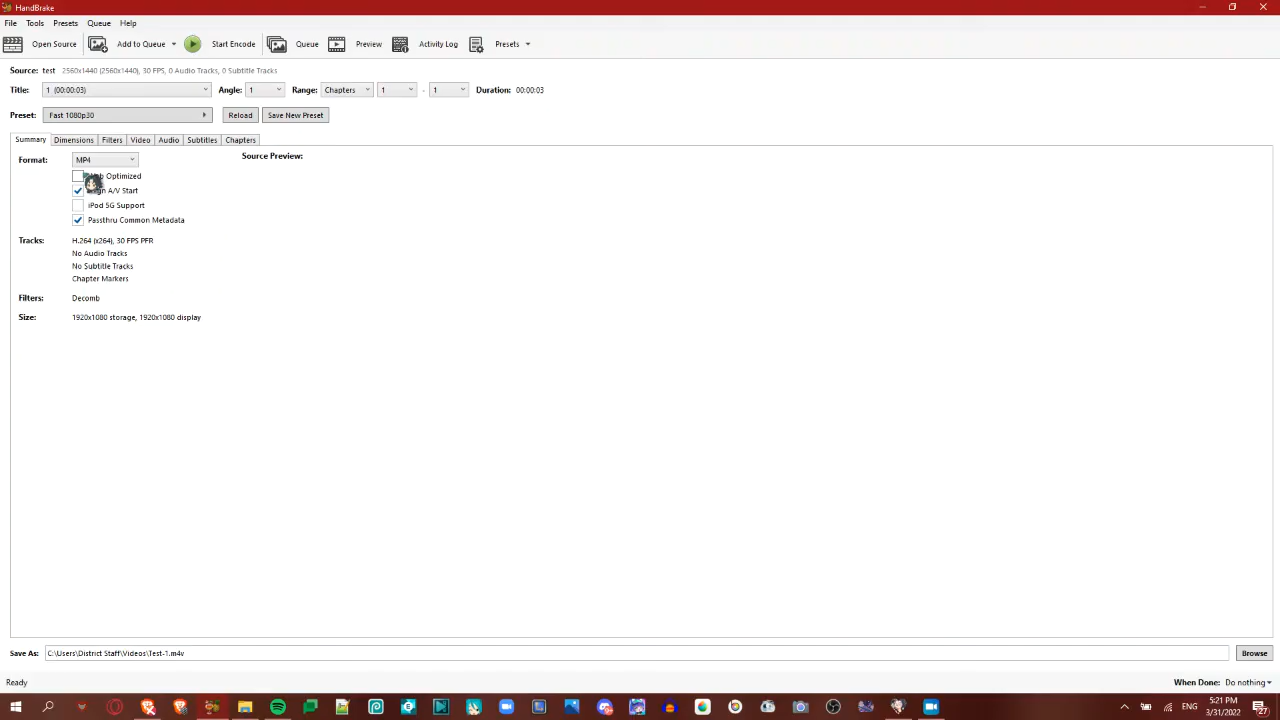 HandBrake
File Tools Presets Queue Help
Open Source Add to Queue Start Encode Queue Preview Activity Log Presets
Source: test 2560x1440 (2560x1440), 30 FPS, 0 Audio Tracks, 0 Subtitle Tracks
Title: 1 (00:00:03) Angle: 1 Range: Chapters 1 - 1 Duration: 00:00:03
Preset: Fast 1080p30 Reload Save New Preset
Summary Dimensions Filters Video Audio Subtitles Chapters
Format: MP4 Source Preview:
Optimized
A/V Start
iPod 5G Support
Passthru Common Metadata
Tracks: H.264 (x264), 30 FPS PFR
No Audio Tracks
No Subtitle Tracks
Chapter Markers
Filters: Decomb
Size: 1920x1080 storage, 1920x1080 display
Save As: C:\Users\District Staff\Videos\Test-1.m4v Browse
Ready When Done: Do nothing
5:21 PM
ENG
3/31/2022
27